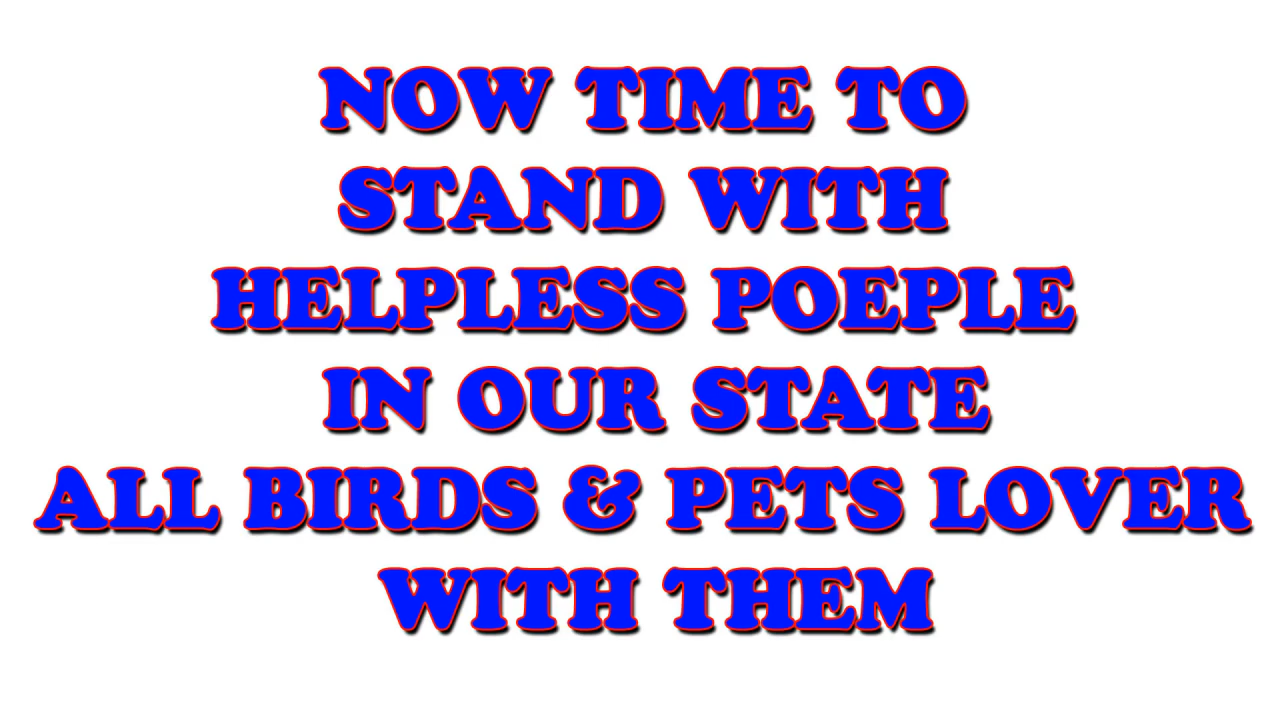 NOW TIME TO
STAND WITH
HELPLESS POEPLE
IN OUR STATE
ALL BIRDS & PETS LOVER
WITH THEM